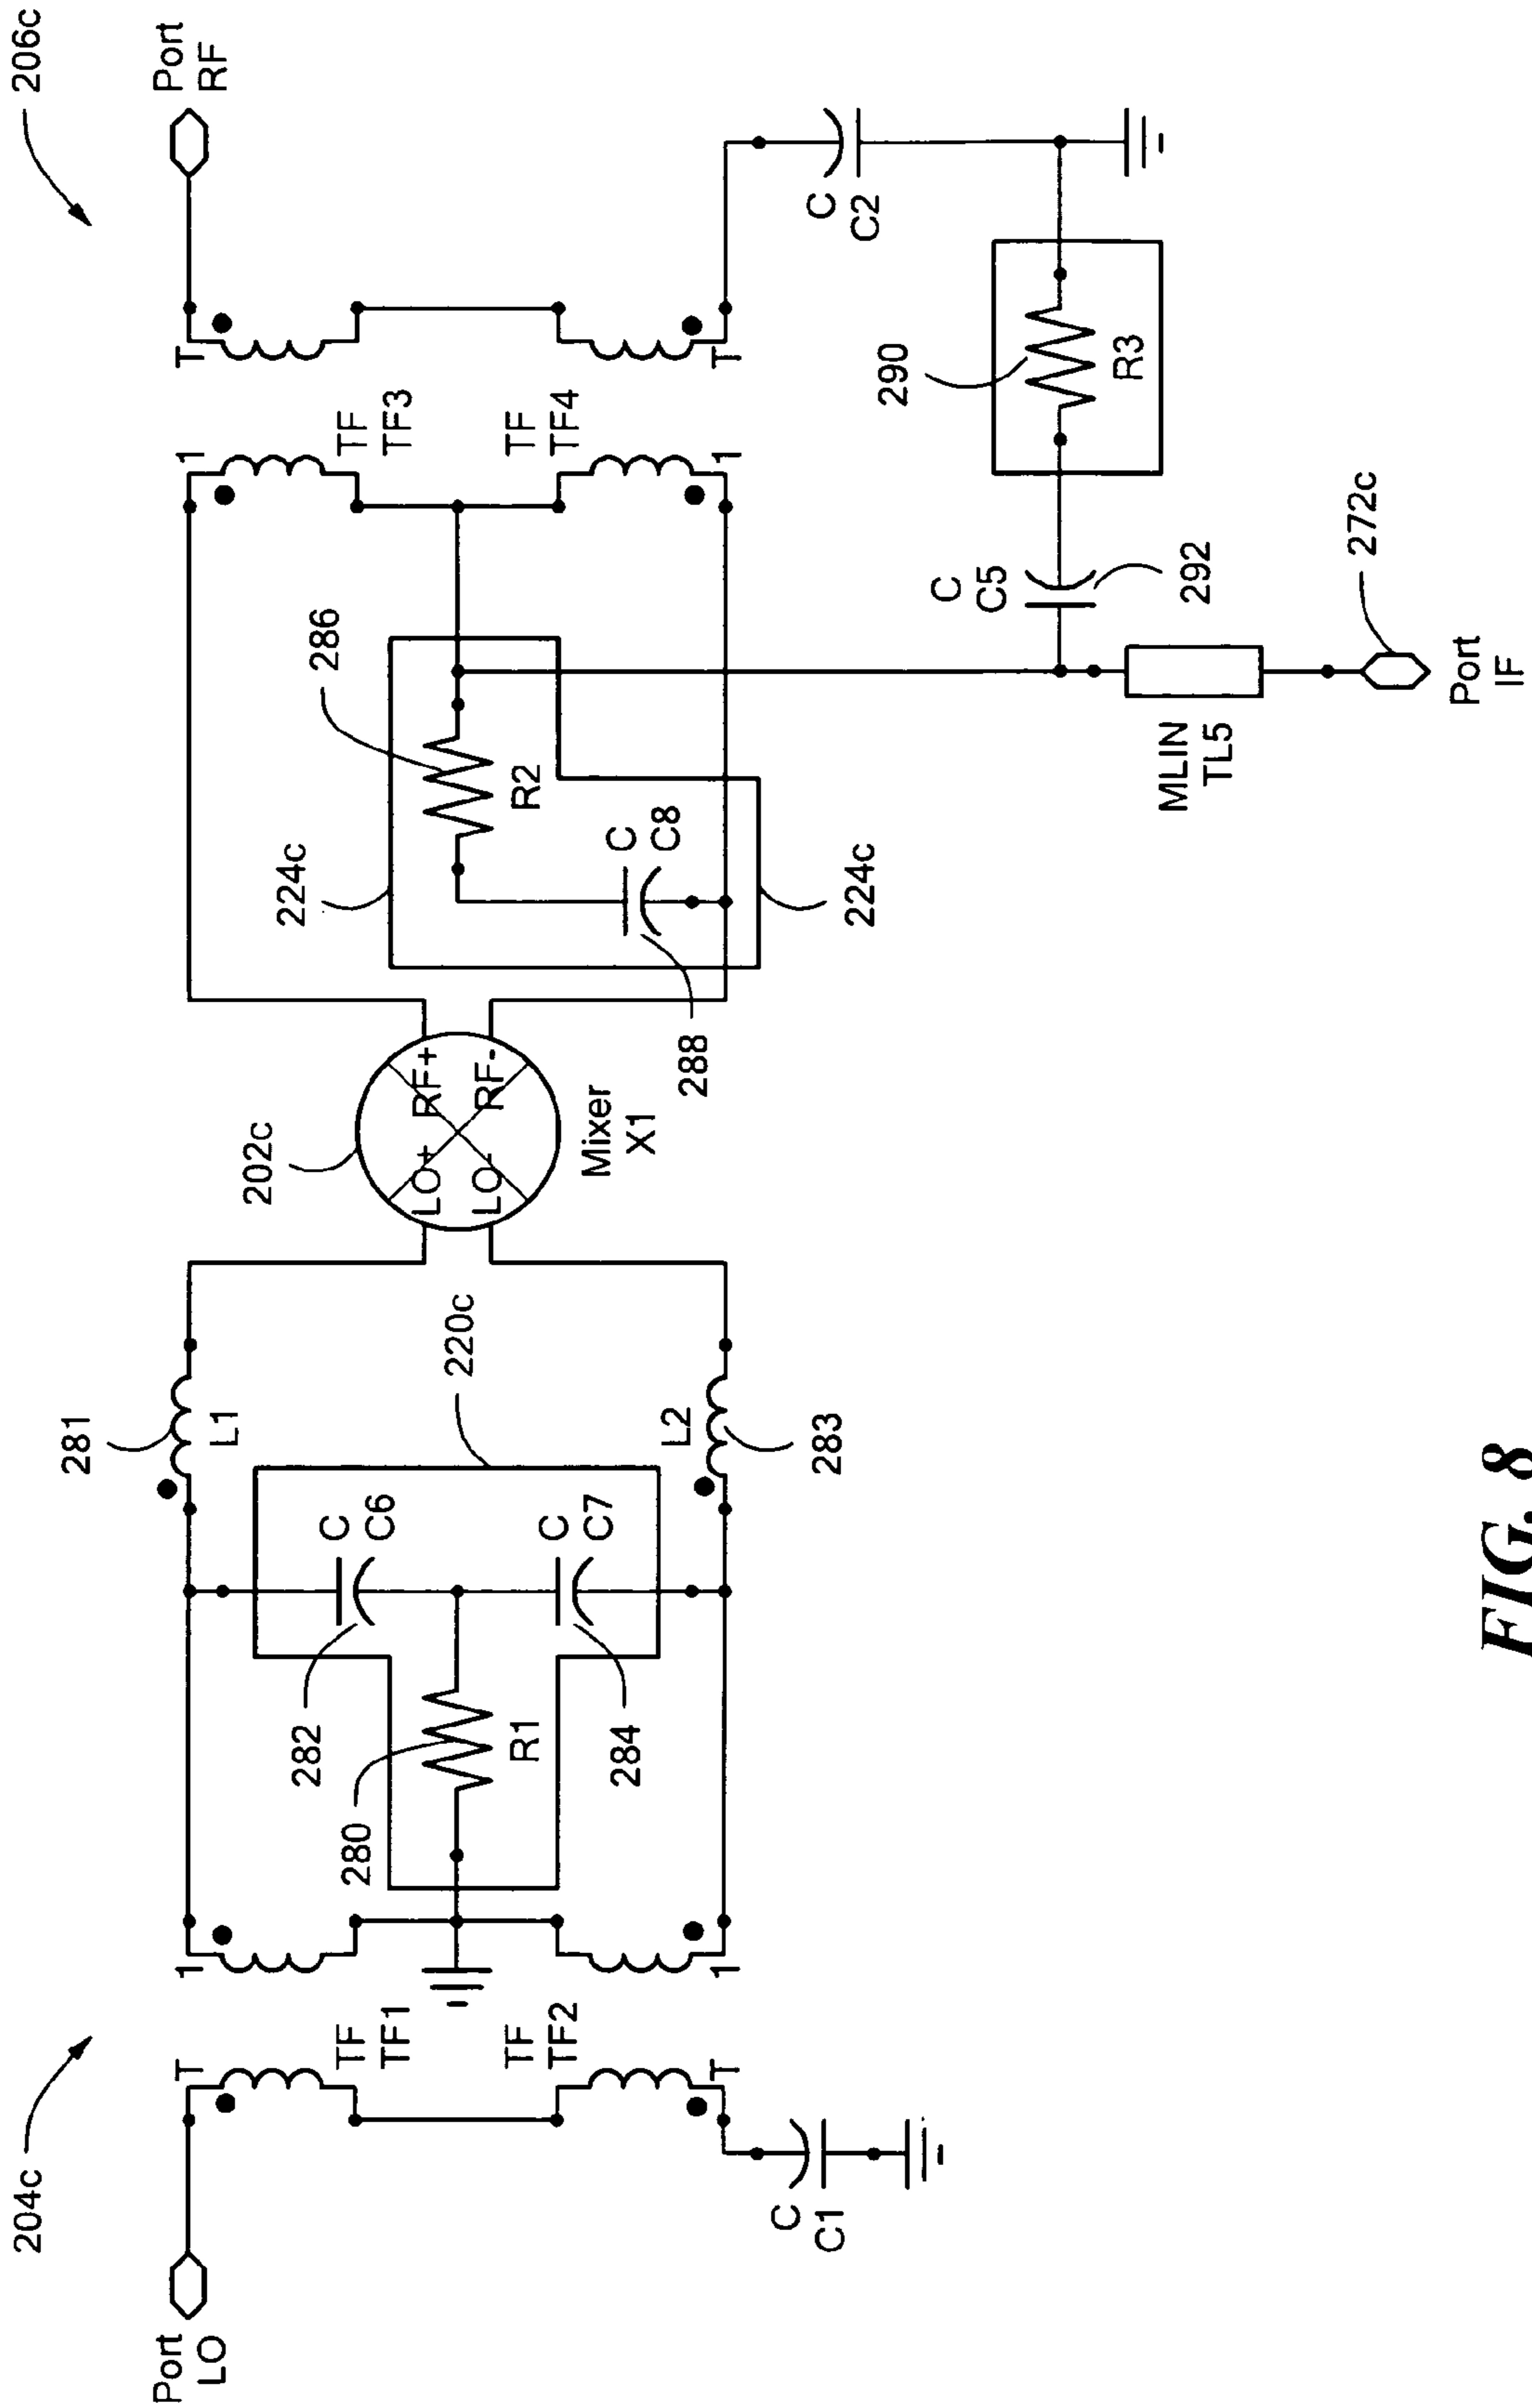 204c
206c
Port
LO
T
TF
TF1
TF
TF2
T
C
C1
1
1
280
R1
282
C
C6
C
C7
284
220c
281
L1
L2
283
202c
LO+
RF+
LO-
RF-
Mixer
X1
224c
286
R2
C
C8
288
224c
1
TF
TF3
TF
TF4
1
T
T
Port
RF
C
C2
290
R3
C
C5
292
MLIN
TL5
272c
Port
IF
FIG. 8